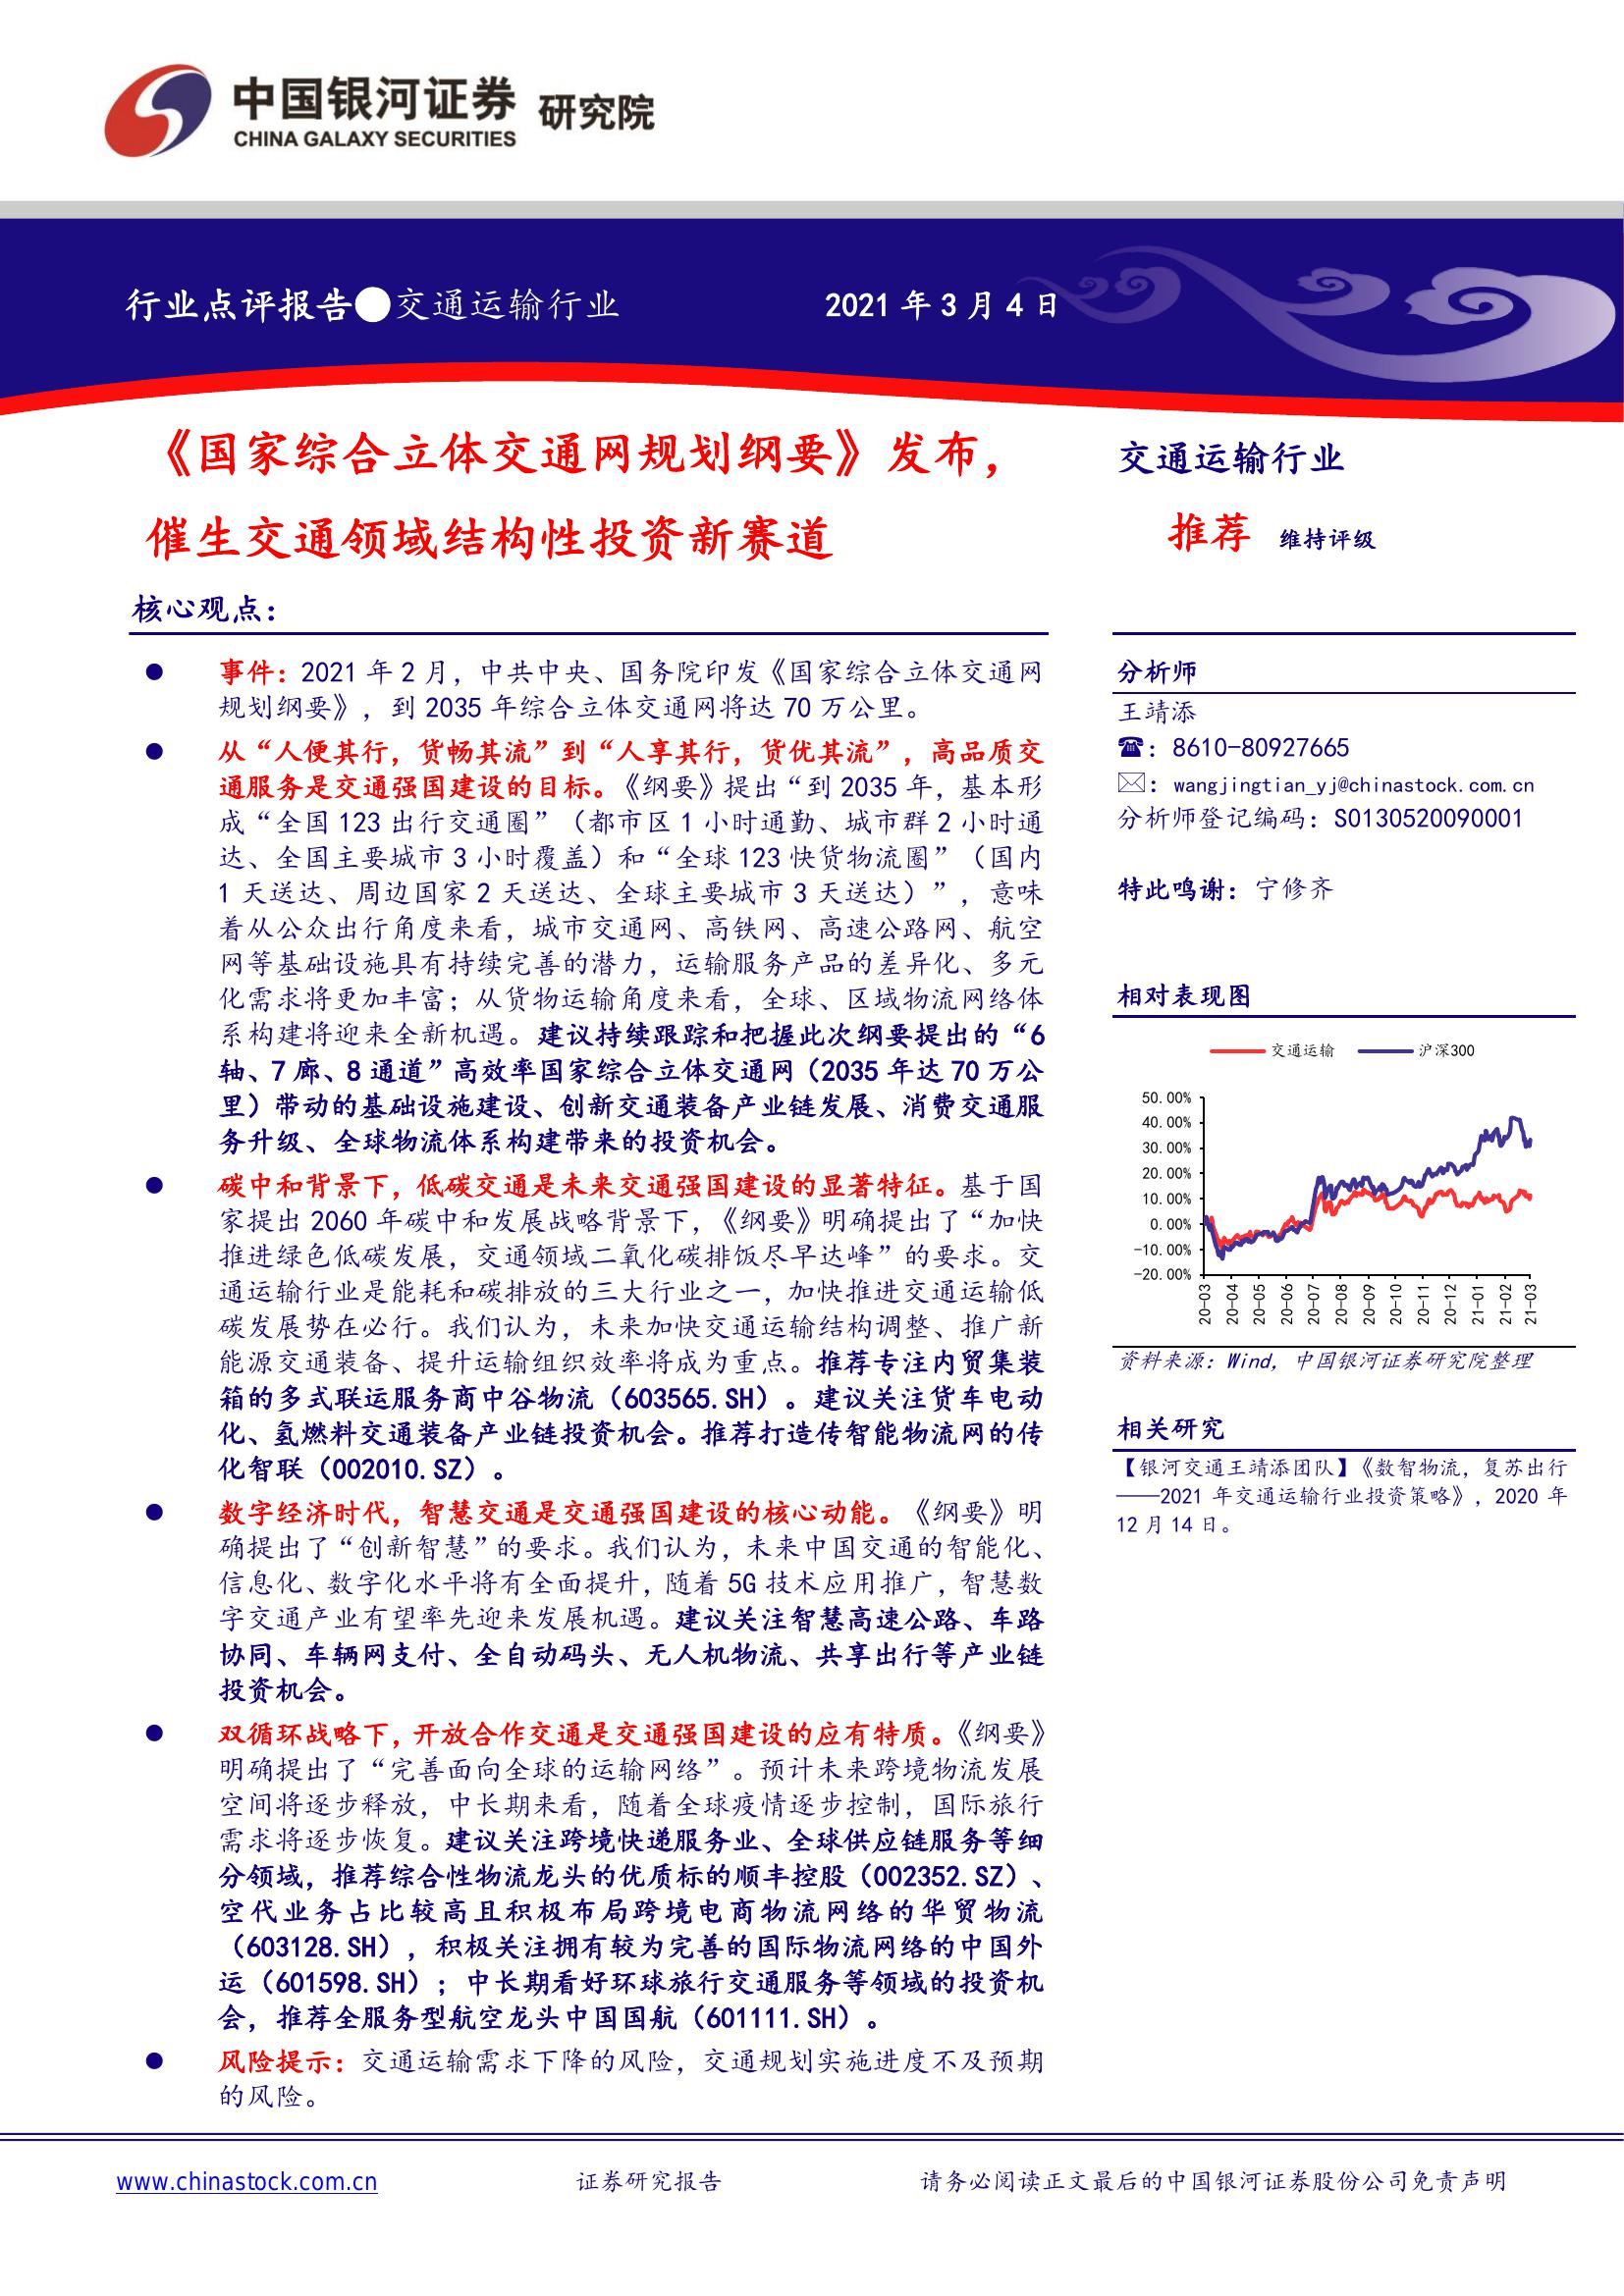 中国银河证券 研究院
CHINA GALAXY SECURITIES
行业点评报告●交通运输行业 2021 年 3 月 4 日
《国家综合立体交通网规划纲要》发布，
催生交通领域结构性投资新赛道
核心观点：
● 事件：2021 年 2 月，中共中央、国务院印发《国家综合立体交通网
规划纲要》，到 2035 年综合立体交通网将达 70 万公里。
● 从“人便其行，货畅其流”到“人享其行，货优其流”，高品质交
通服务是交通强国建设的目标。《纲要》提出“到 2035 年，基本形
成“全国 123 出行交通圈”（都市区 1 小时通勤、城市群 2 小时通
达、全国主要城市 3 小时覆盖）和“全球 123 快货物流圈”（国内
1 天送达、周边国家 2 天送达、全球主要城市 3 天送达）”，意味
着从公众出行角度来看，城市交通网、高铁网、高速公路网、航空
网等基础设施具有持续完善的潜力，运输服务产品的差异化、多元
化需求将更加丰富；从货物运输角度来看，全球、区域物流网络体
系构建将迎来全新机遇。建议持续跟踪和把握此次纲要提出的“6
轴、7 廊、8 通道”高效率国家综合立体交通网（2035 年达 70 万公
里）带动的基础设施建设、创新交通装备产业链发展、消费交通服
务升级、全球物流体系构建带来的投资机会。
● 碳中和背景下，低碳交通是未来交通强国建设的显著特征。基于国
家提出 2060 年碳中和发展战略背景下，《纲要》明确提出了“加快
推进绿色低碳发展，交通领域二氧化碳排饭尽早达峰”的要求。交
通运输行业是能耗和碳排放的三大行业之一，加快推进交通运输低
碳发展势在必行。我们认为，未来加快交通运输结构调整、推广新
能源交通装备、提升运输组织效率将成为重点。推荐专注内贸集装
箱的多式联运服务商中谷物流（603565.SH）。建议关注货车电动
化、氢燃料交通装备产业链投资机会。推荐打造传智能物流网的传
化智联（002010.SZ）。
● 数字经济时代，智慧交通是交通强国建设的核心动能。《纲要》明
确提出了“创新智慧”的要求。我们认为，未来中国交通的智能化、
信息化、数字化水平将有全面提升，随着 5G 技术应用推广，智慧数
字交通产业有望率先迎来发展机遇。建议关注智慧高速公路、车路
协同、车辆网支付、全自动码头、无人机物流、共享出行等产业链
投资机会。
● 双循环战略下，开放合作交通是交通强国建设的应有特质。《纲要》
明确提出了“完善面向全球的运输网络”。预计未来跨境物流发展
空间将逐步释放，中长期来看，随着全球疫情逐步控制，国际旅行
需求将逐步恢复。建议关注跨境快递服务业、全球供应链服务等细
分领域，推荐综合性物流龙头的优质标的顺丰控股（002352.SZ）、
空代业务占比较高且积极布局跨境电商物流网络的华贸物流
（603128.SH），积极关注拥有较为完善的国际物流网络的中国外
运（601598.SH）；中长期看好环球旅行交通服务等领域的投资机
会，推荐全服务型航空龙头中国国航（601111.SH）。
● 风险提示：交通运输需求下降的风险，交通规划实施进度不及预期
的风险。
交通运输行业
推荐 维持评级
分析师
王靖添
☎：8610-80927665
✉：wangjingtian_yj@chinastock.com.cn
分析师登记编码：S0130520090001
特此鸣谢：宁修齐
相对表现图
交通运输 沪深300
50.00%
40.00%
30.00%
20.00%
10.00%
0.00%
-10.00%
-20.00%
20-03 20-04 20-05 20-06 20-07 20-08 20-09 20-10 20-11 20-12 21-01 21-02 21-03
资料来源：Wind，中国银河证券研究院整理
相关研究
【银河交通王靖添团队】《数智物流，复苏出行
——2021 年交通运输行业投资策略》，2020 年
12 月 14 日。
www.chinastock.com.cn 证券研究报告 请务必阅读正文最后的中国银河证券股份公司免责声明